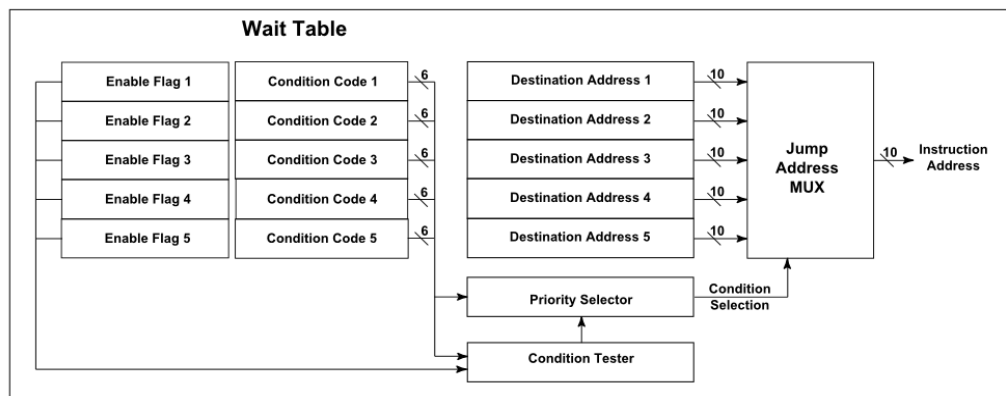 Wait Table
Enable Flag 1 Condition Code 1 6 Destination Address 1 10
Enable Flag 2 Condition Code 2 6 Destination Address 2 10
Enable Flag 3 Condition Code 3 6 Destination Address 3 10
Enable Flag 4 Condition Code 4 6 Destination Address 4 10
Enable Flag 5 Condition Code 5 6 Destination Address 5 10
Jump
Address
MUX
10
Instruction
Address
Priority Selector
Condition
Selection
Condition Tester